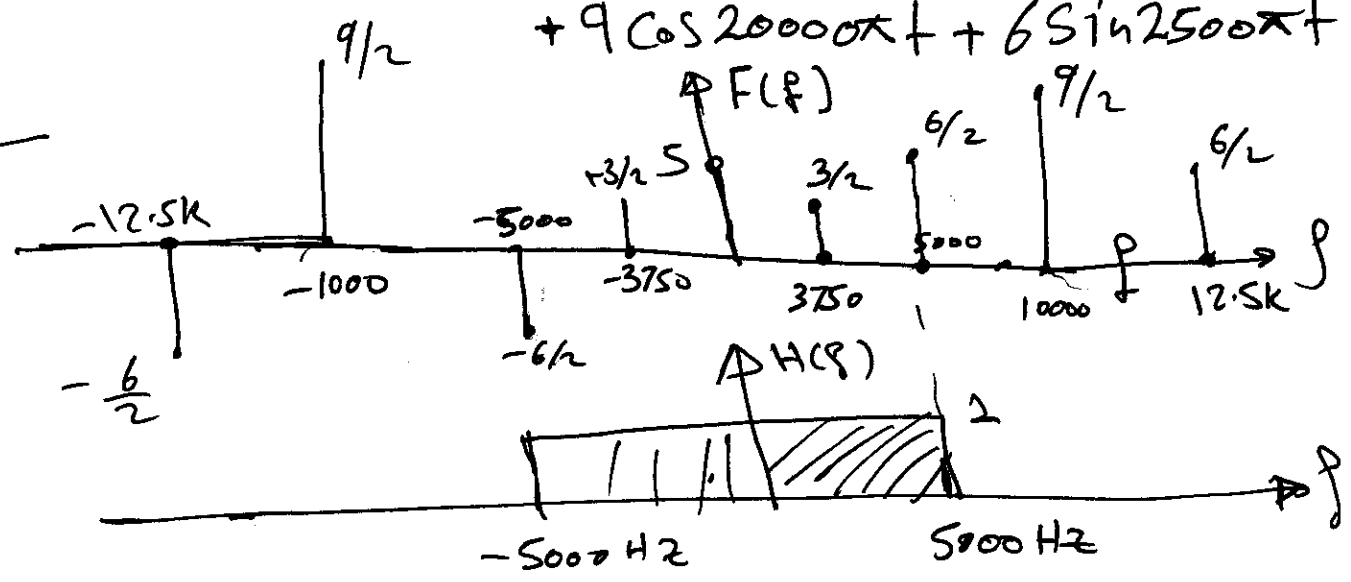 + 9 Cos 20000πt + 6 Sin 2500πt
9/2
F(f)
9/2
6/2
6/2
+3/2 5 3/2
-12.5K -5000 5000 f
-1000 -3750 3750 10000 f 12.5K
-6/2
-6/2
H(f)
1
f
-5000 HZ 5000 HZ